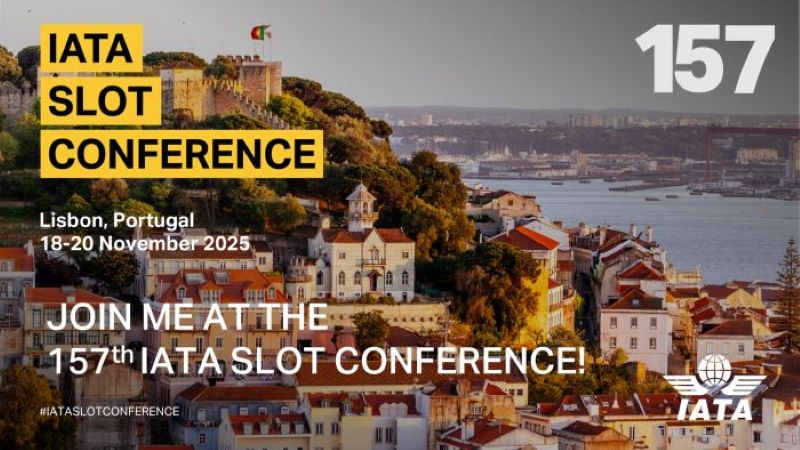 IATA
SLOT
CONFERENCE
157
Lisbon, Portugal
18-20 November 2025
JOIN ME AT THE
157th IATA SLOT CONFERENCE!
#IATASLOTCONFERENCE
IATA